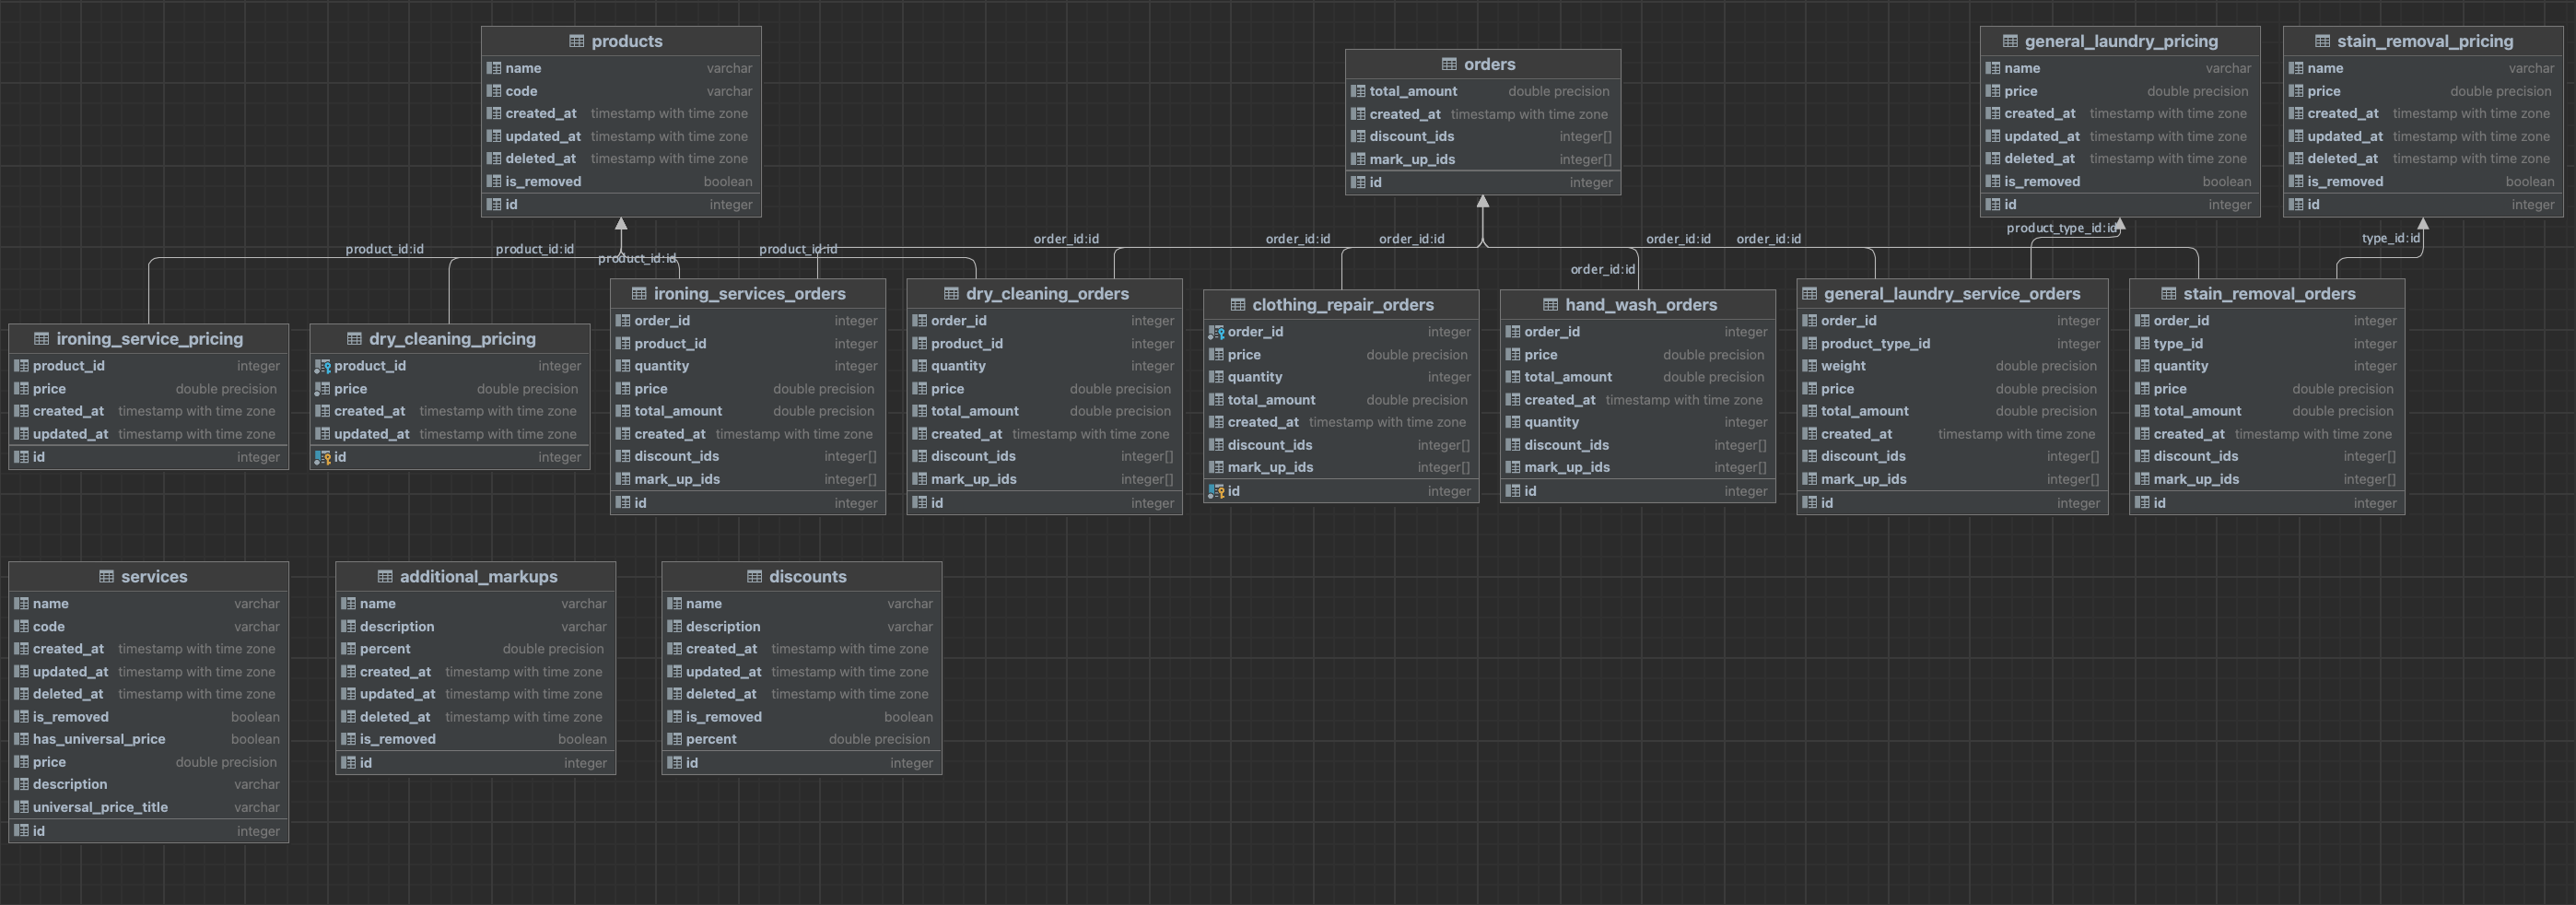 products
name varchar
code varchar
created_at timestamp with time zone
updated_at timestamp with time zone
deleted_at timestamp with time zone
is_removed boolean
id integer
orders
total_amount double precision
created_at timestamp with time zone
discount_ids integer[]
mark_up_ids integer[]
id integer
general_laundry_pricing
name varchar
price double precision
created_at timestamp with time zone
updated_at timestamp with time zone
deleted_at timestamp with time zone
is_removed boolean
id integer
stain_removal_pricing
name varchar
price double precision
created_at timestamp with time zone
updated_at timestamp with time zone
deleted_at timestamp with time zone
is_removed boolean
id integer
product_id:id
product_id:id
product_id:id
product_id:id
order_id:id
order_id:id
order_id:id
order_id:id
order_id:id
order_id:id
product_type_id:id
type_id:id
ironing_service_pricing
product_id integer
price double precision
created_at timestamp with time zone
updated_at timestamp with time zone
id integer
dry_cleaning_pricing
product_id integer
price double precision
created_at timestamp with time zone
updated_at timestamp with time zone
id integer
ironing_services_orders
order_id integer
product_id integer
quantity integer
price double precision
total_amount double precision
created_at timestamp with time zone
discount_ids integer[]
mark_up_ids integer[]
id integer
dry_cleaning_orders
order_id integer
product_id integer
quantity integer
price double precision
total_amount double precision
created_at timestamp with time zone
discount_ids integer[]
mark_up_ids integer[]
id integer
clothing_repair_orders
order_id integer
price double precision
quantity integer
total_amount double precision
created_at timestamp with time zone
discount_ids integer[]
mark_up_ids integer[]
id integer
hand_wash_orders
order_id integer
price double precision
total_amount double precision
created_at timestamp with time zone
quantity integer
discount_ids integer[]
mark_up_ids integer[]
id integer
general_laundry_service_orders
order_id integer
product_type_id integer
weight double precision
price double precision
total_amount double precision
created_at timestamp with time zone
discount_ids integer[]
mark_up_ids integer[]
id integer
stain_removal_orders
order_id integer
type_id integer
quantity integer
price double precision
total_amount double precision
created_at timestamp with time zone
discount_ids integer[]
mark_up_ids integer[]
id integer
services
name varchar
code varchar
created_at timestamp with time zone
updated_at timestamp with time zone
deleted_at timestamp with time zone
is_removed boolean
has_universal_price boolean
price double precision
description varchar
universal_price_title varchar
id integer
additional_markups
name varchar
description varchar
percent double precision
created_at timestamp with time zone
updated_at timestamp with time zone
deleted_at timestamp with time zone
is_removed boolean
id integer
discounts
name varchar
description varchar
created_at timestamp with time zone
updated_at timestamp with time zone
deleted_at timestamp with time zone
is_removed boolean
percent double precision
id integer